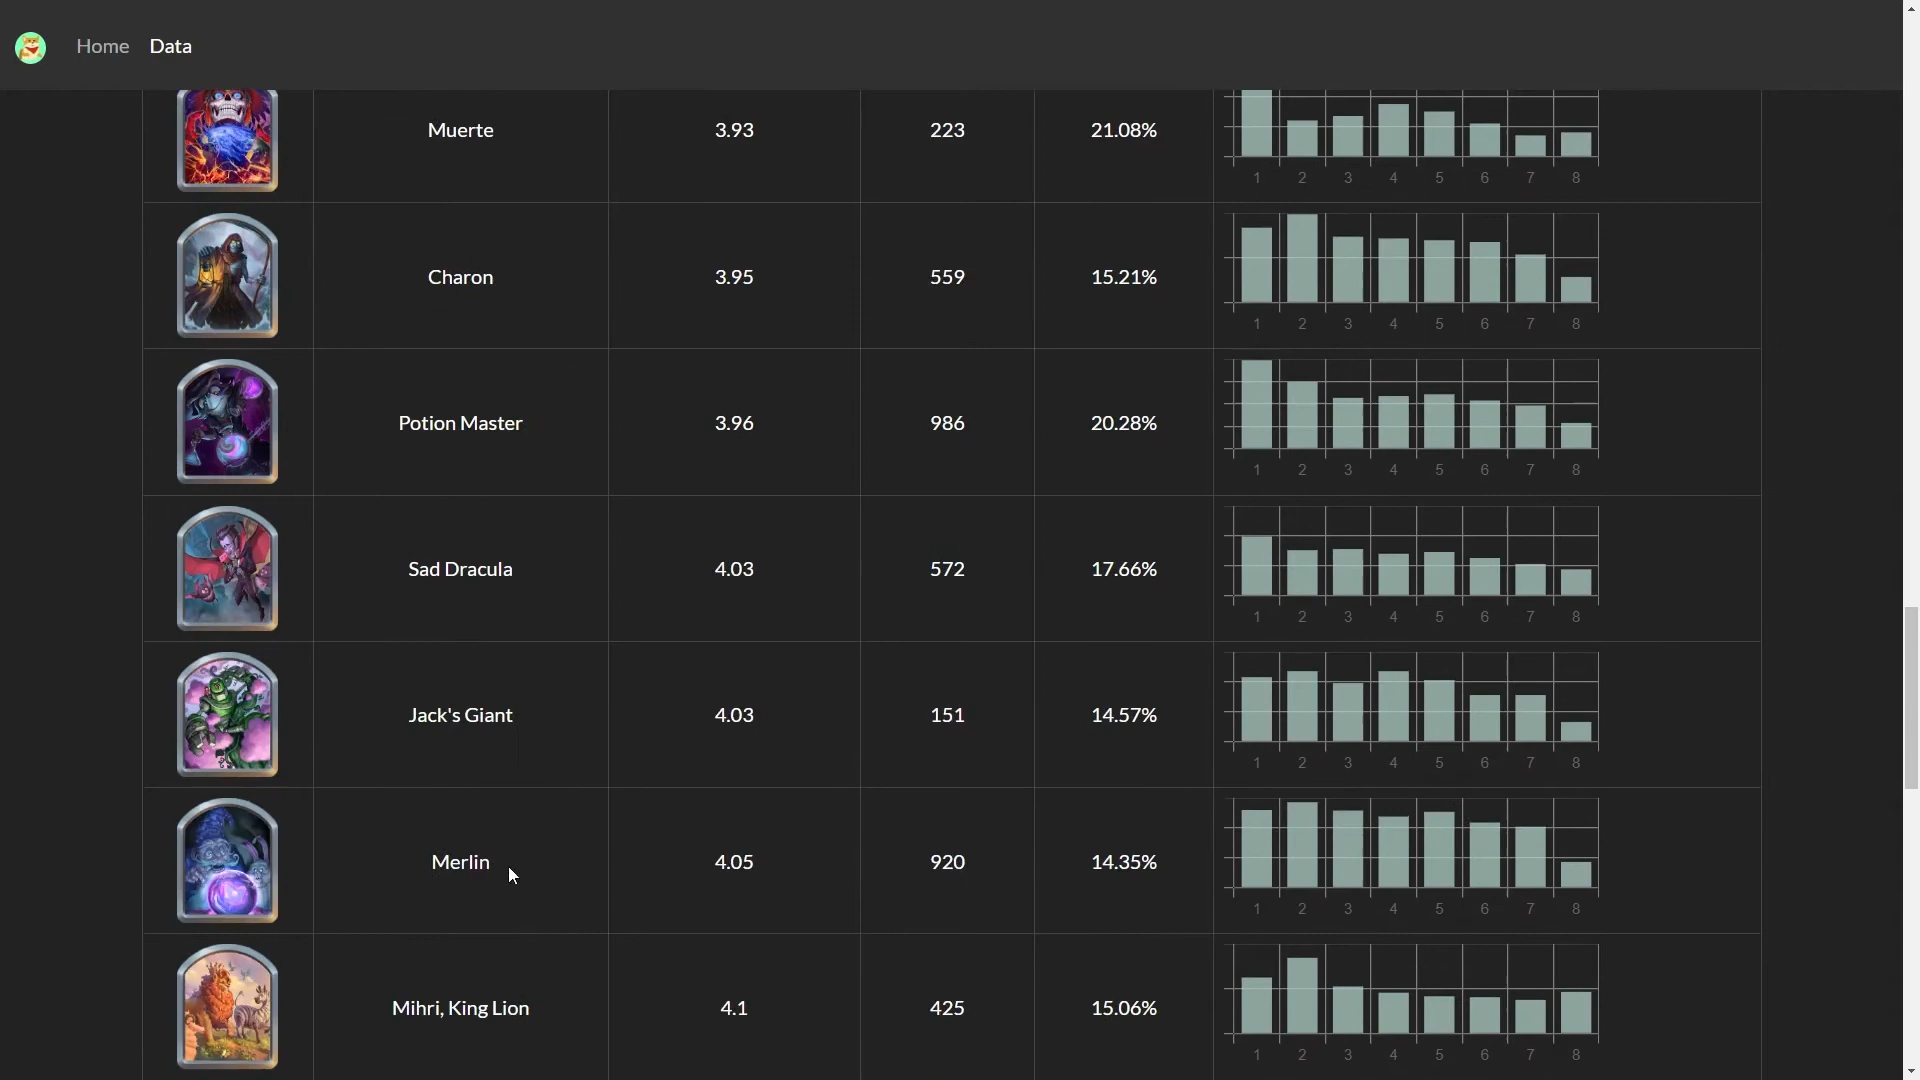 Home Data
Muerte 3.93 223 21.08%
1 2 3 4 5 6 7 8
Charon 3.95 559 15.21%
1 2 3 4 5 6 7 8
Potion Master 3.96 986 20.28%
1 2 3 4 5 6 7 8
Sad Dracula 4.03 572 17.66%
1 2 3 4 5 6 7 8
Jack's Giant 4.03 151 14.57%
1 2 3 4 5 6 7 8
Merlin 4.05 920 14.35%
1 2 3 4 5 6 7 8
Mihri, King Lion 4.1 425 15.06%
1 2 3 4 5 6 7 8